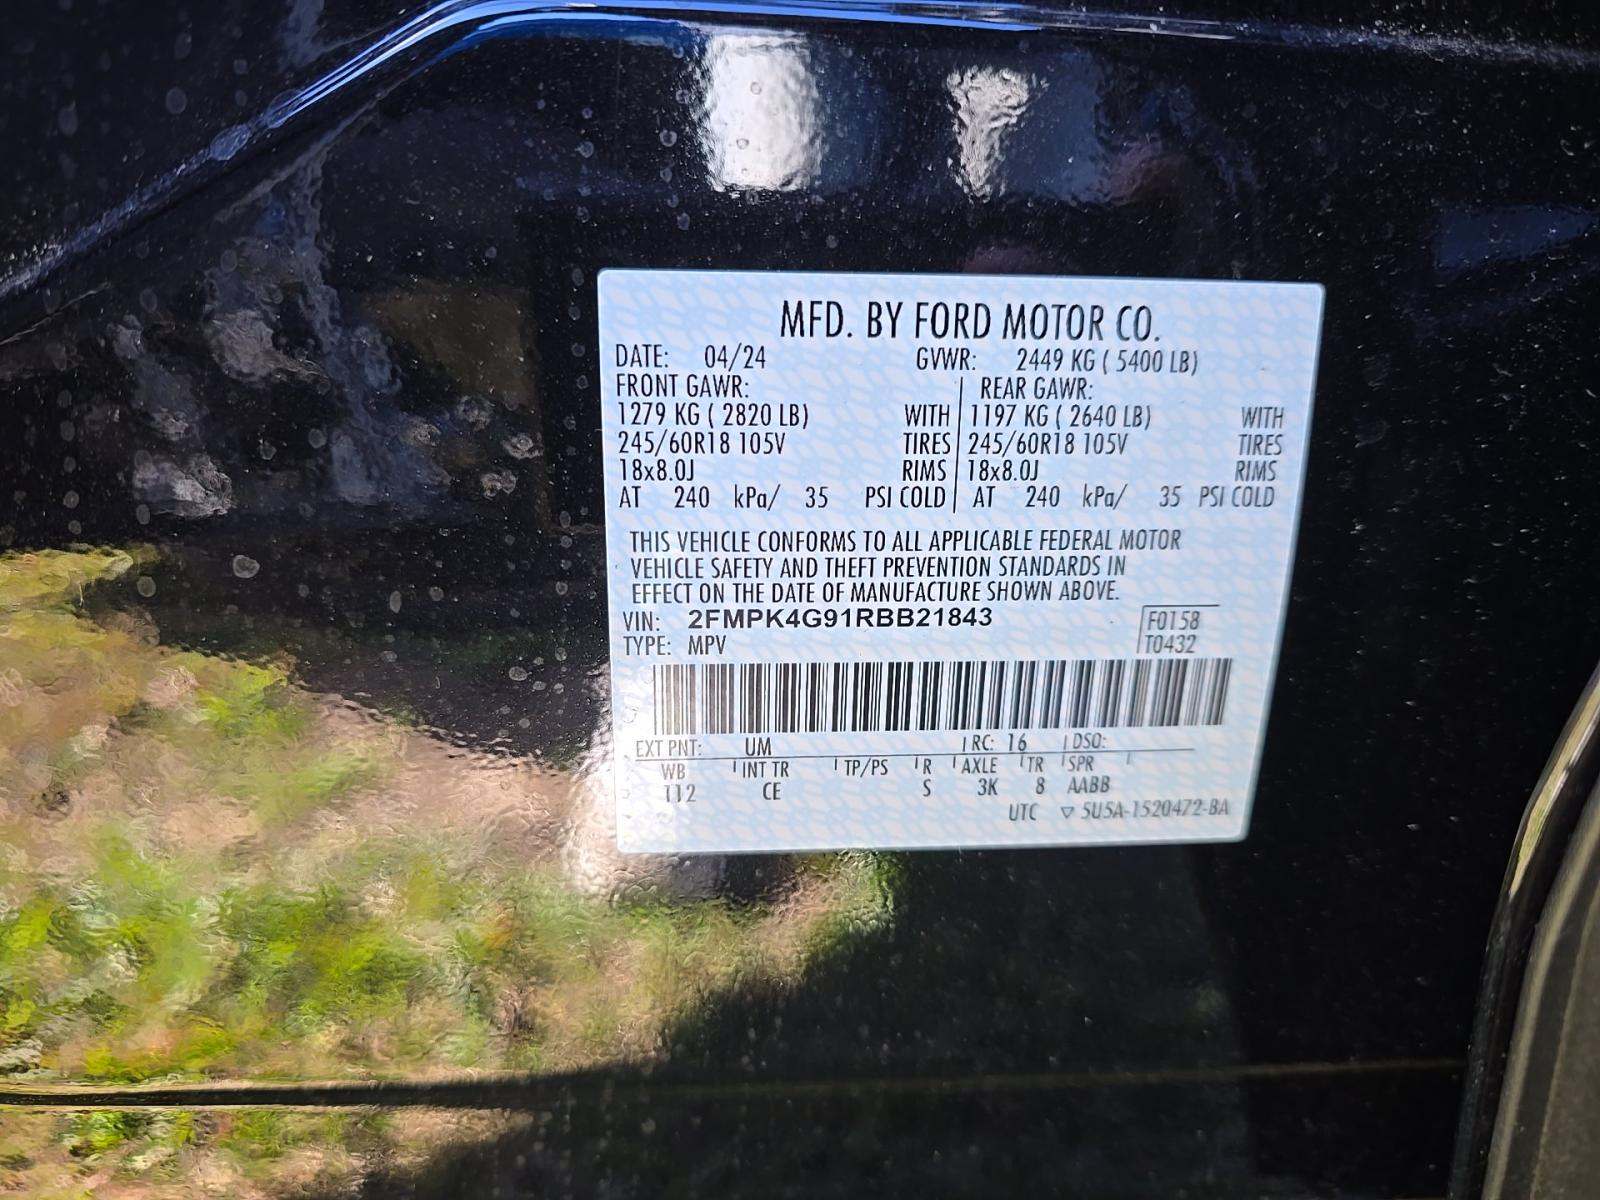 MFD. BY FORD MOTOR CO.
DATE: 04/24 GVWR: 2449 KG ( 5400 LB)
FRONT GAWR: REAR GAWR:
1279 KG ( 2820 LB) WITH 1197 KG ( 2640 LB) WITH
245/60R18 105V TIRES 245/60R18 105V TIRES
18x8.0J RIMS 18x8.0J RIMS
AT 240 kPa/ 35 PSI COLD AT 240 kPa/ 35 PSI COLD
THIS VEHICLE CONFORMS TO ALL APPLICABLE FEDERAL MOTOR
VEHICLE SAFETY AND THEFT PREVENTION STANDARDS IN
EFFECT ON THE DATE OF MANUFACTURE SHOWN ABOVE.
VIN: 2FMPK4G91RBB21843 F0158
TYPE: MPV T0432
EXT PNT: UM RC: 16 DSO:
WB INT TR TP/PS R AXLE TR SPR
112 CE S 3K 8 AABB
UTC ▽ 5U5A-1520472-BA